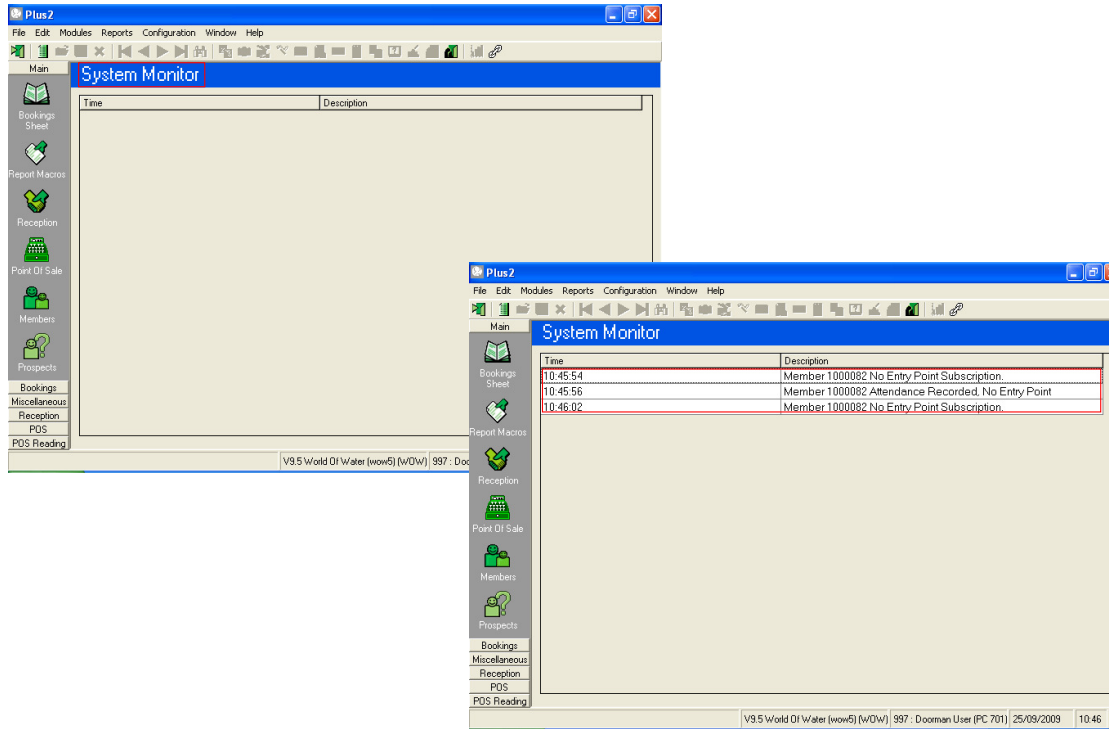 Plus2
File Edit Modules Reports Configuration Window Help
Main
System Monitor
Time Description
Bookings
Sheet
Report Macros
Reception
Point Of Sale
Members
Prospects
Bookings
Miscellaneous
Reception
POS
POS Reading
V9.5 World Of Water (wow5) (WOW) 997 : Doo
Plus2
File Edit Modules Reports Configuration Window Help
Main
System Monitor
Time Description
10:45:54 Member 1000082 No Entry Point Subscription.
10:45:56 Member 1000082 Attendance Recorded, No Entry Point
10:46:02 Member 1000082 No Entry Point Subscription.
Bookings
Sheet
Report Macros
Reception
Point Of Sale
Members
Prospects
Bookings
Miscellaneous
Reception
POS
POS Reading
V9.5 World Of Water (wow5) (WOW) 997 : Doorman User (PC 701) 25/09/2009 10:46